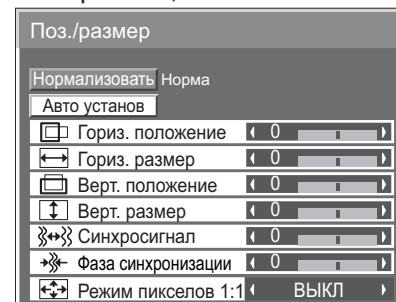 Поз./размер
Нормализовать Норма
Авто установ
Гориз. положение 0
Гориз. размер 0
Верт. положение 0
Верт. размер 0
Синхросигнал 0
Фаза синхронизации 0
Режим пикселов 1:1 ВЫКЛ